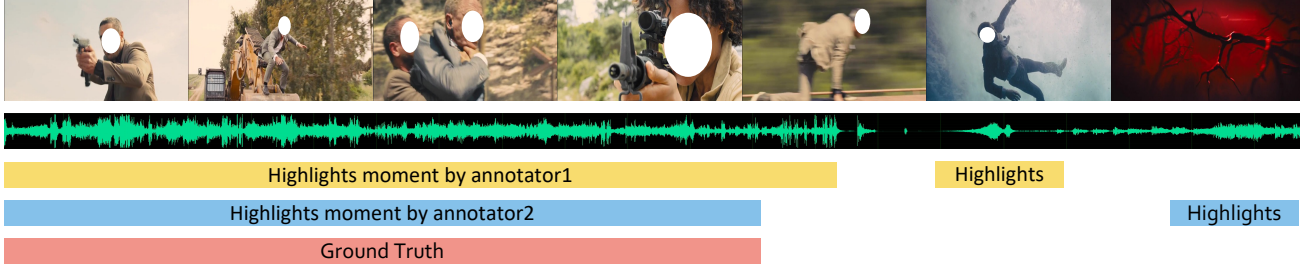 Highlights moment by annotator1
Highlights
Highlights moment by annotator2
Highlights
Ground Truth